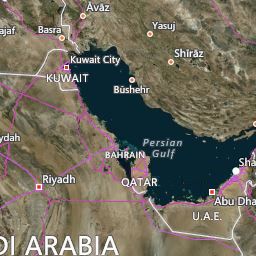 Āvāz
ajaf
Basra
Yasuj
Kuwait City
Shīrāz
KUWAIT
Būshehr
ydah
Persian
Gulf
BAHRAIN
Sha
Riyadh
QATAR
Abu Dha
U.A.E.
DI ARABIA